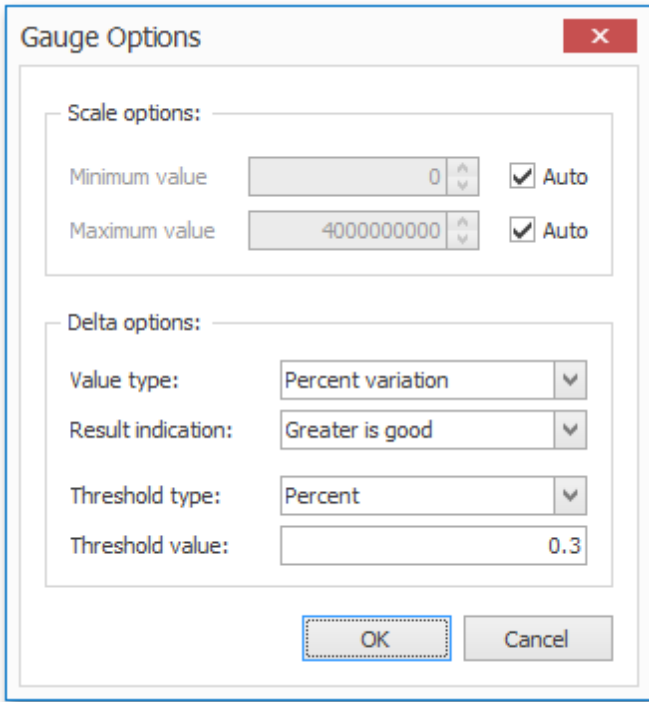 Gauge Options
Scale options:
Minimum value 0 Auto
Maximum value 4000000000 Auto
Delta options:
Value type: Percent variation
Result indication: Greater is good
Threshold type: Percent
Threshold value: 0.3
OK Cancel